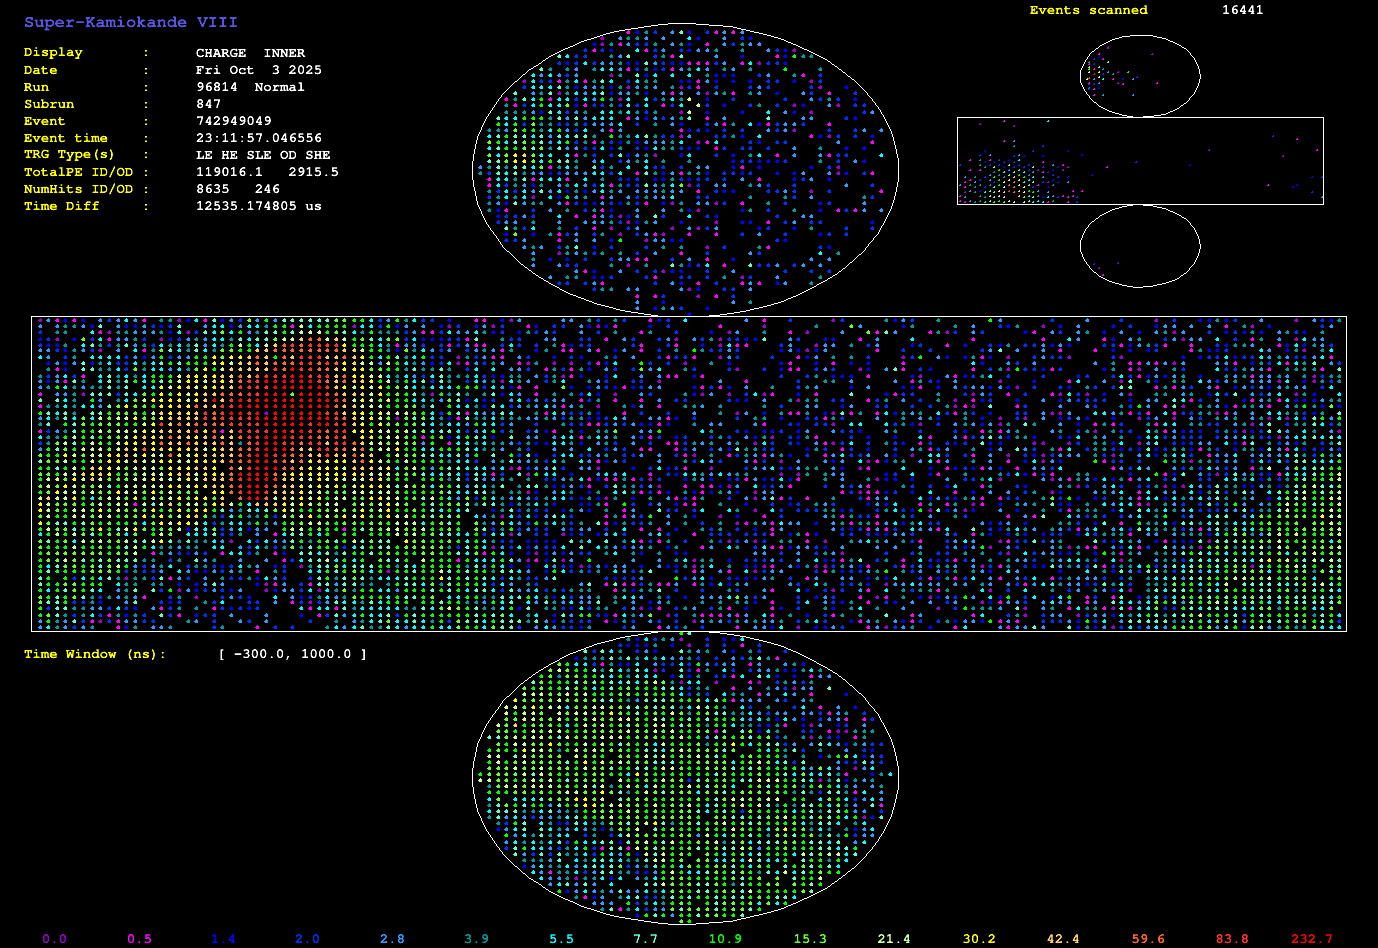 Super-Kamiokande VIII
Events scanned 16441
Display : CHARGE INNER
Date : Fri Oct 3 2025
Run : 96814 Normal
Subrun : 847
Event : 742949049
Event time : 23:11:57.046556
TRG Type(s) : LE HE SLE OD SHE
TotalPE ID/OD : 119016.1 2915.5
NumHits ID/OD : 8635 246
Time Diff : 12535.174805 us
Time Window (ns): [ -300.0, 1000.0 ]
0.0 0.5 1.4 2.0 2.8 3.9 5.5 7.7 10.9 15.3 21.4 30.2 42.4 59.6 83.8 232.7